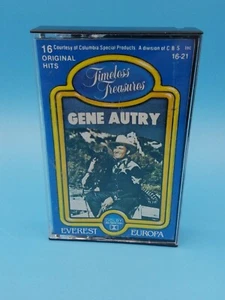 16 Courtesy of Columbia Special Products A division of C B S
ORIGINAL 16-21
HITS
Timeless
Treasures
GENE AUTRY
EVEREST EUROPA